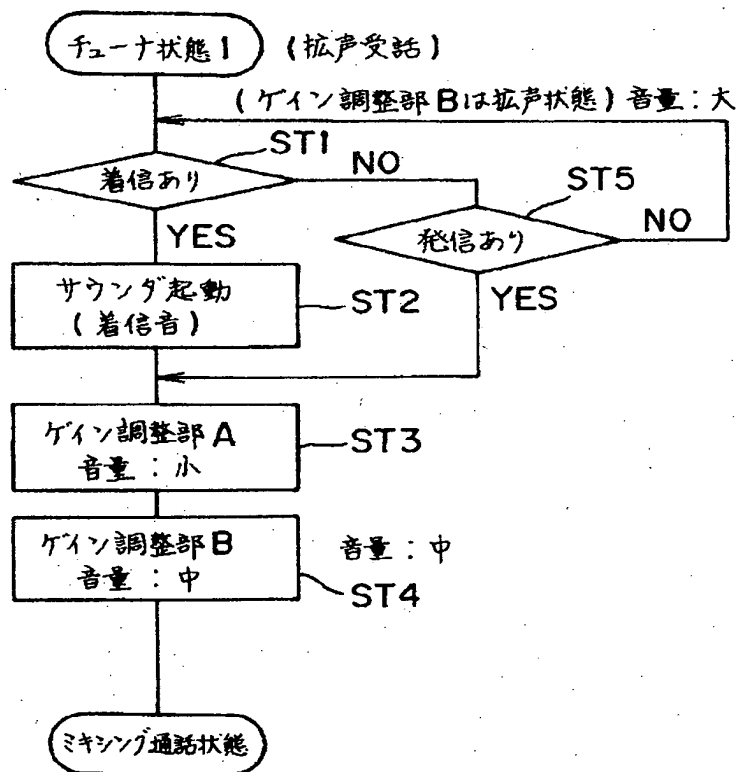 チューナ状態1 (拡声受話)
(ゲイン調整部Bは拡声状態) 音量:大
ST1
着信あり
NO
ST5
発信あり
NO
YES
サウンダ起動
(着信音)
ST2
YES
ゲイン調整部A
音量:小
ST3
ゲイン調整部B
音量:中
音量:中
ST4
ミキシング通話状態